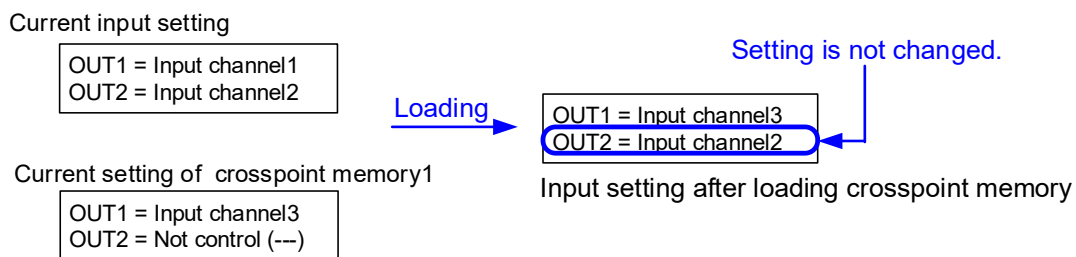 Current input setting
OUT1 = Input channel1
OUT2 = Input channel2
Current setting of crosspoint memory1
OUT1 = Input channel3
OUT2 = Not control (---)
Loading
Setting is not changed.
OUT1 = Input channel3
OUT2 = Input channel2
Input setting after loading crosspoint memory